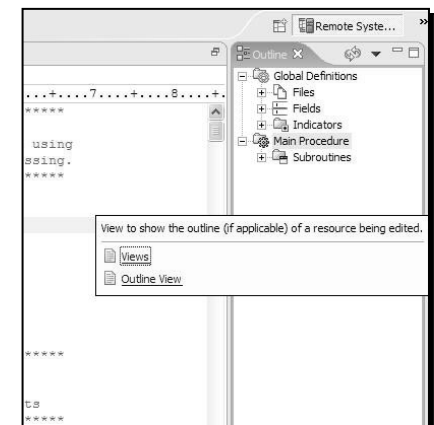 Remote Syste...
»
Outline
...+....7....+....8....+.
*****
using
ssing.
*****
Global Definitions
Files
Fields
Indicators
Main Procedure
Subroutines
View to show the outline (if applicable) of a resource being edited.
Views
Outline View
*****
ts
*****